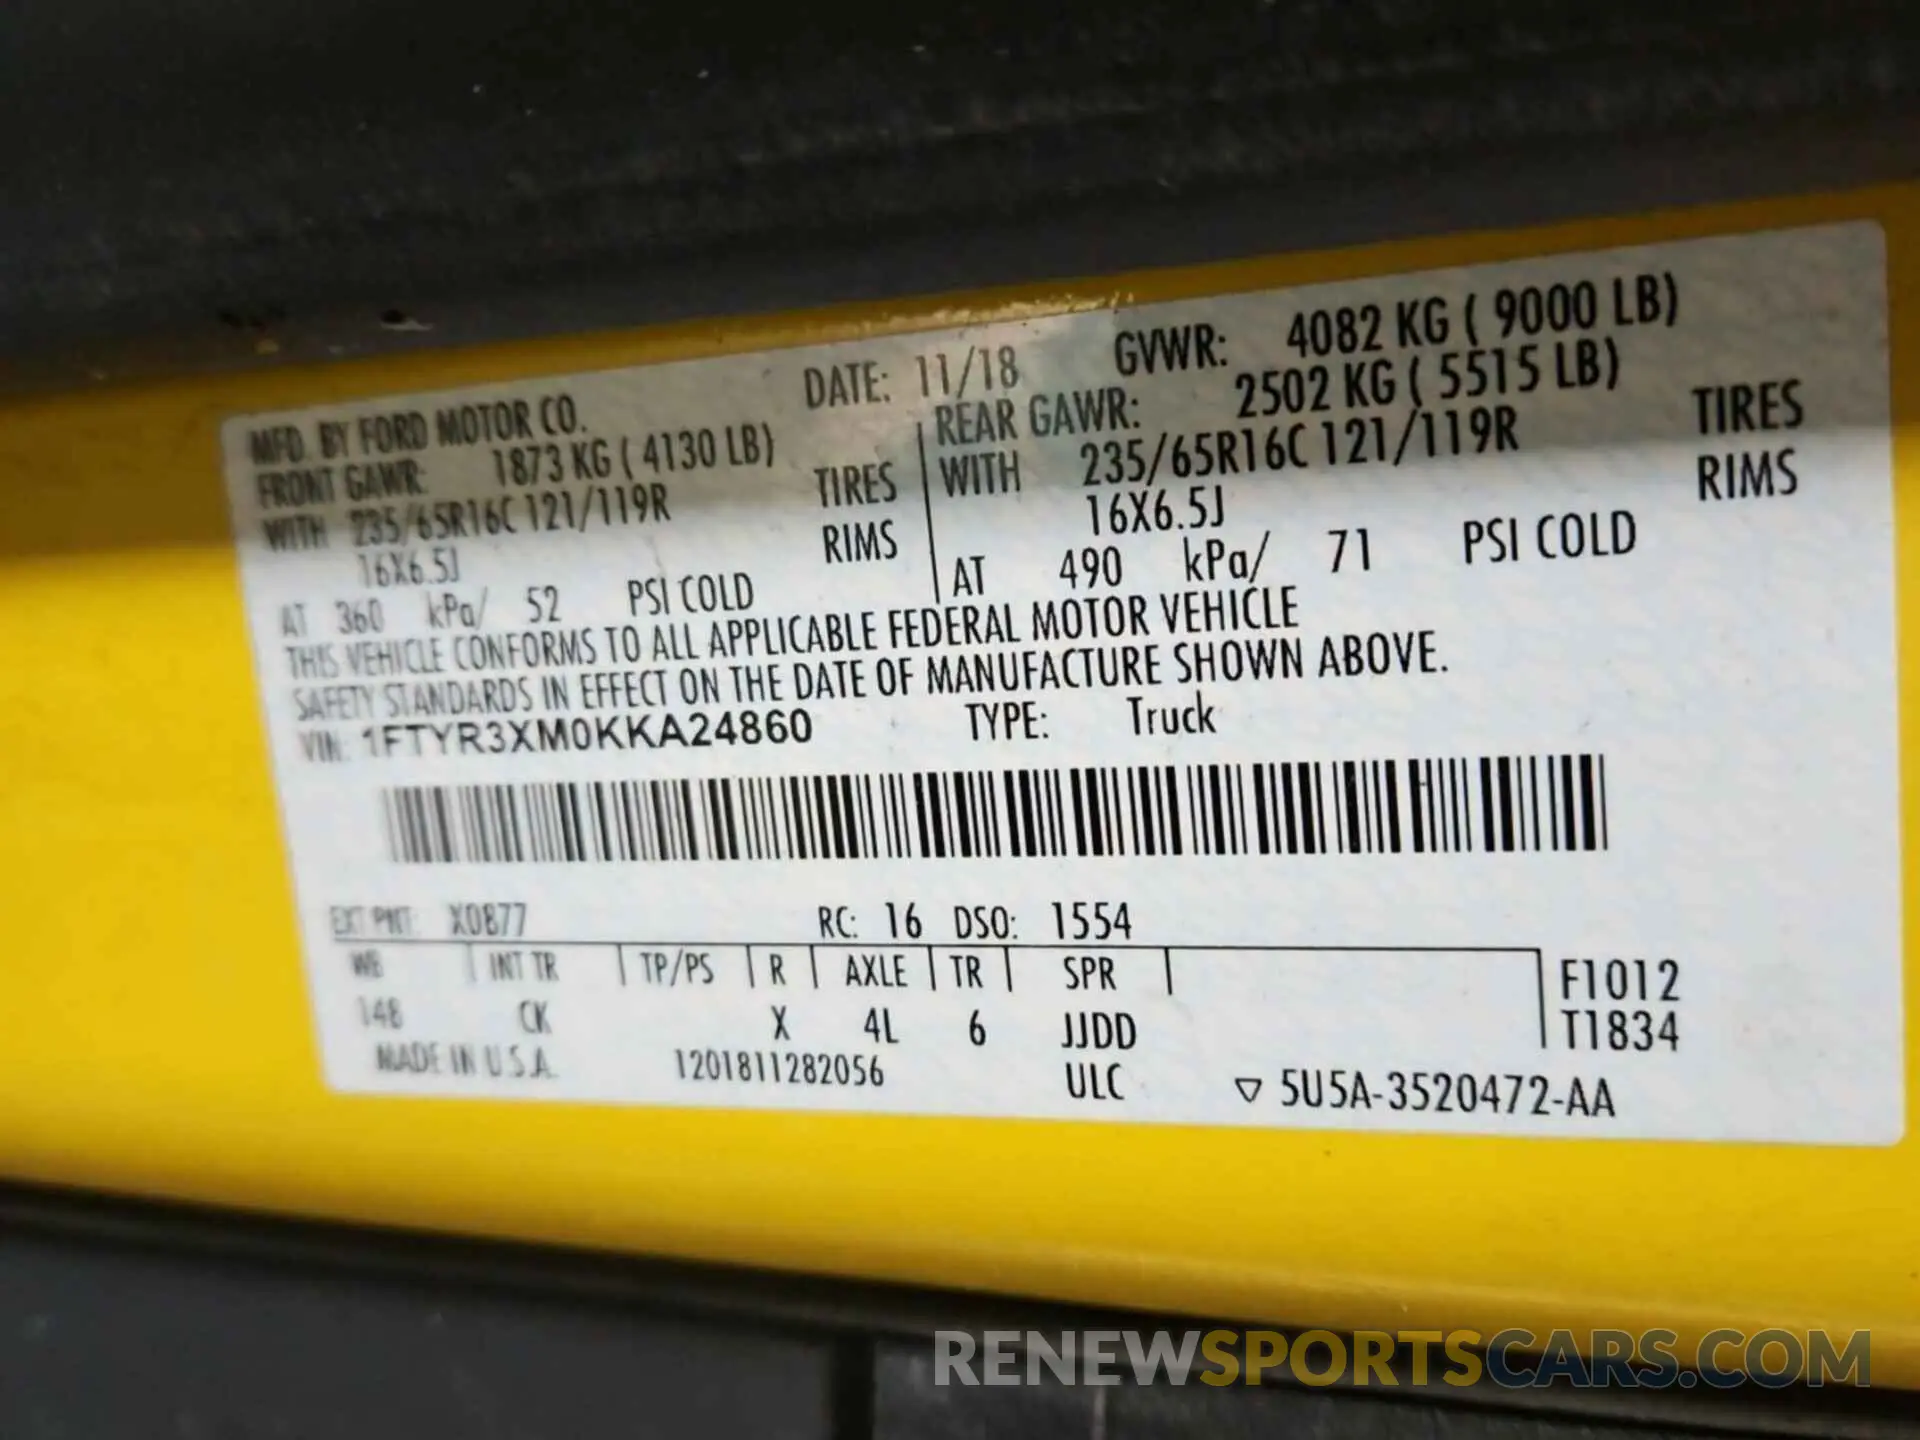 MFD. BY FORD MOTOR CO. DATE: 11/18 GVWR: 4082 KG ( 9000 LB)
FRONT GAWR: 1873 KG ( 4130 LB) REAR GAWR: 2502 KG ( 5515 LB)
WITH 235/65R16C 121/119R TIRES WITH 235/65R16C 121/119R TIRES
16X6.5J RIMS 16X6.5J RIMS
AT 360 kPa/ 52 PSI COLD AT 490 kPa/ 71 PSI COLD
THIS VEHICLE CONFORMS TO ALL APPLICABLE FEDERAL MOTOR VEHICLE
SAFETY STANDARDS IN EFFECT ON THE DATE OF MANUFACTURE SHOWN ABOVE.
VIN: 1FTYR3XM0KKA24860 TYPE: Truck
EXT PNT: X0877 RC: 16 DSO: 1554
WB INT TR TP/PS R AXLE TR SPR F1012
148 CK X 4L 6 JJDD T1834
MADE IN U.S.A. 1201811282056 ULC ▽ 5U5A-3520472-AA
RENEWSPORTSCARS.COM